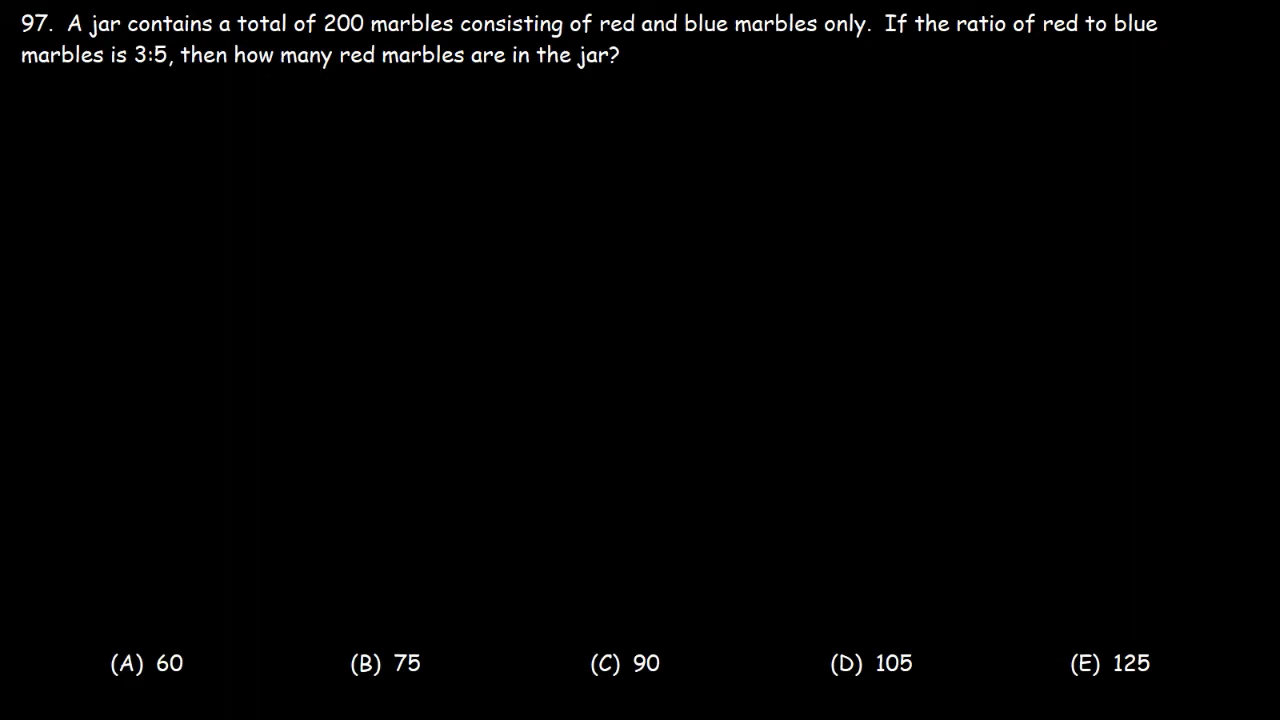 97.  A jar contains a total of 200 marbles consisting of red and blue marbles only.  If the ratio of red to blue
marbles is 3:5, then how many red marbles are in the jar?
(A) 60 (B) 75 (C) 90 (D) 105 (E) 125